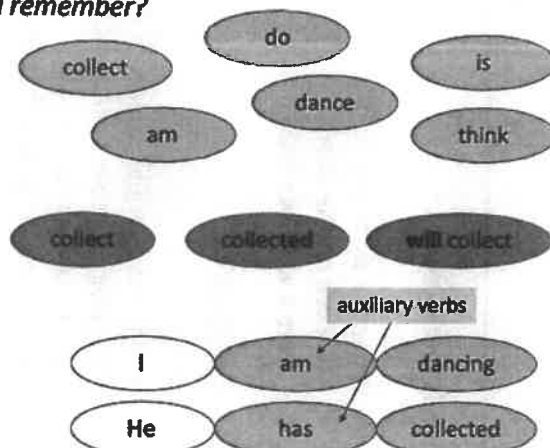 remember?
do
collect
is
dance
am
think
collect
collected
will collect
auxiliary verbs
I
am
dancing
He
has
collected